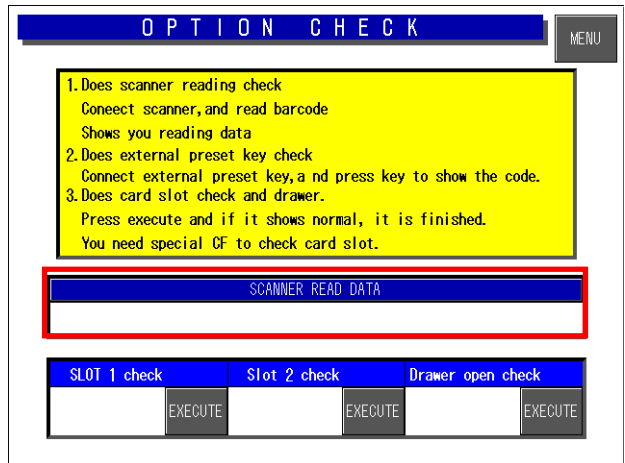 OPTION CHECK
MENU
1. Does scanner reading check
Coneect scanner, and read barcode
Shows you reading data
2. Does external preset key check
Connect external preset key, a nd press key to show the code.
3. Does card slot check and drawer.
Press execute and if it shows normal, it is finished.
You need special CF to check card slot.
SCANNER READ DATA
SLOT 1 check Slot 2 check Drawer open check
EXECUTE EXECUTE EXECUTE